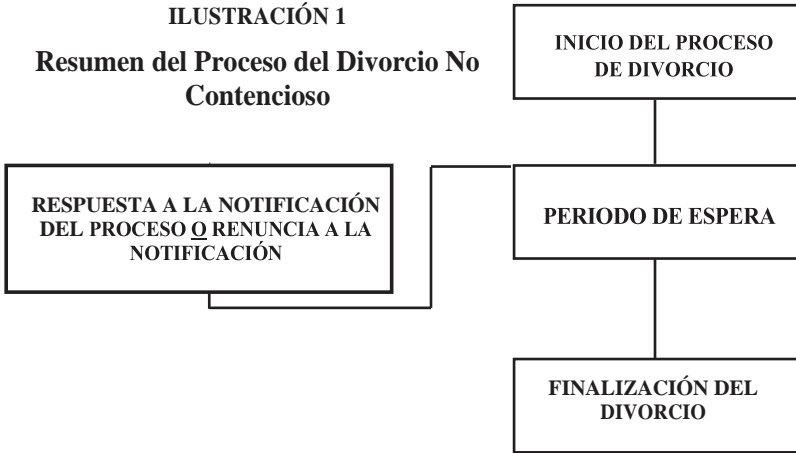 ILUSTRACIÓN 1
Resumen del Proceso del Divorcio No
Contencioso
INICIO DEL PROCESO
DE DIVORCIO
RESPUESTA A LA NOTIFICACIÓN
DEL PROCESO O RENUNCIA A LA
NOTIFICACIÓN
PERIODO DE ESPERA
FINALIZACIÓN DEL
DIVORCIO